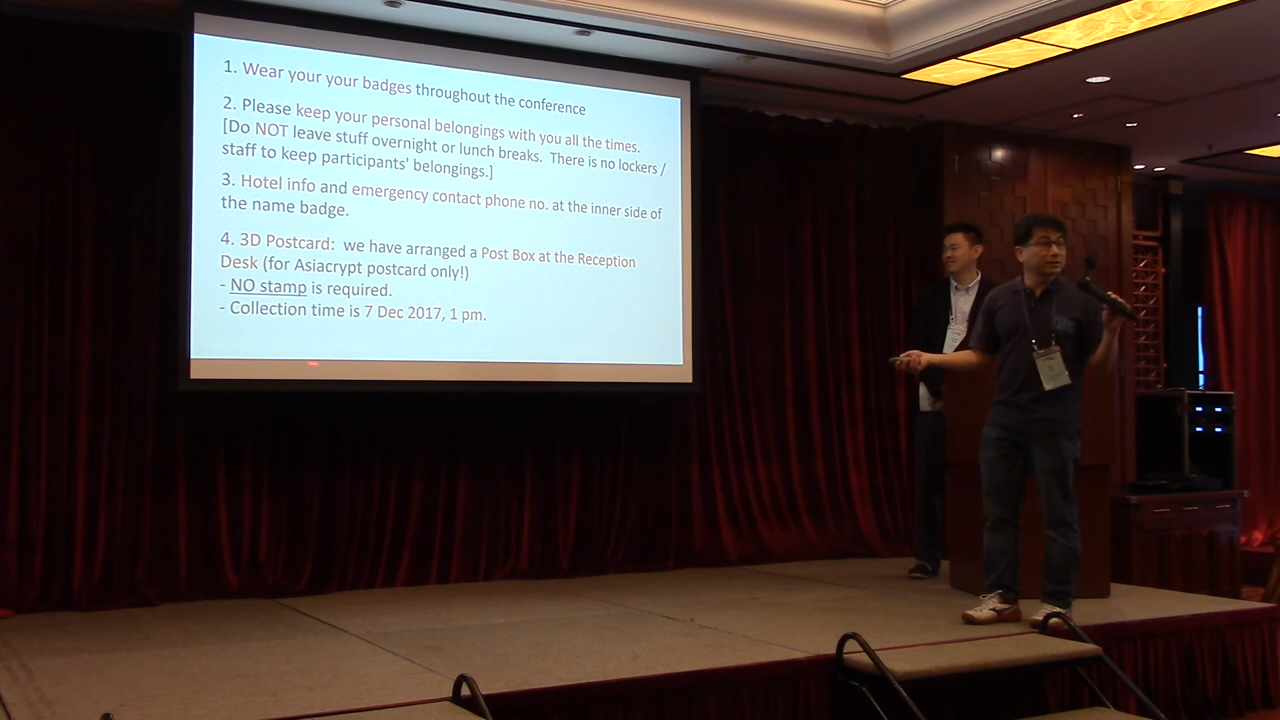 1. Wear your your badges throughout the conference
2. Please keep your personal belongings with you all the times.
[Do NOT leave stuff overnight or lunch breaks. There is no lockers /
staff to keep participants' belongings.]
3. Hotel info and emergency contact phone no. at the inner side of
the name badge.
4. 3D Postcard: we have arranged a Post Box at the Reception
Desk (for Asiacrypt postcard only!)
- NO stamp is required.
- Collection time is 7 Dec 2017, 1 pm.